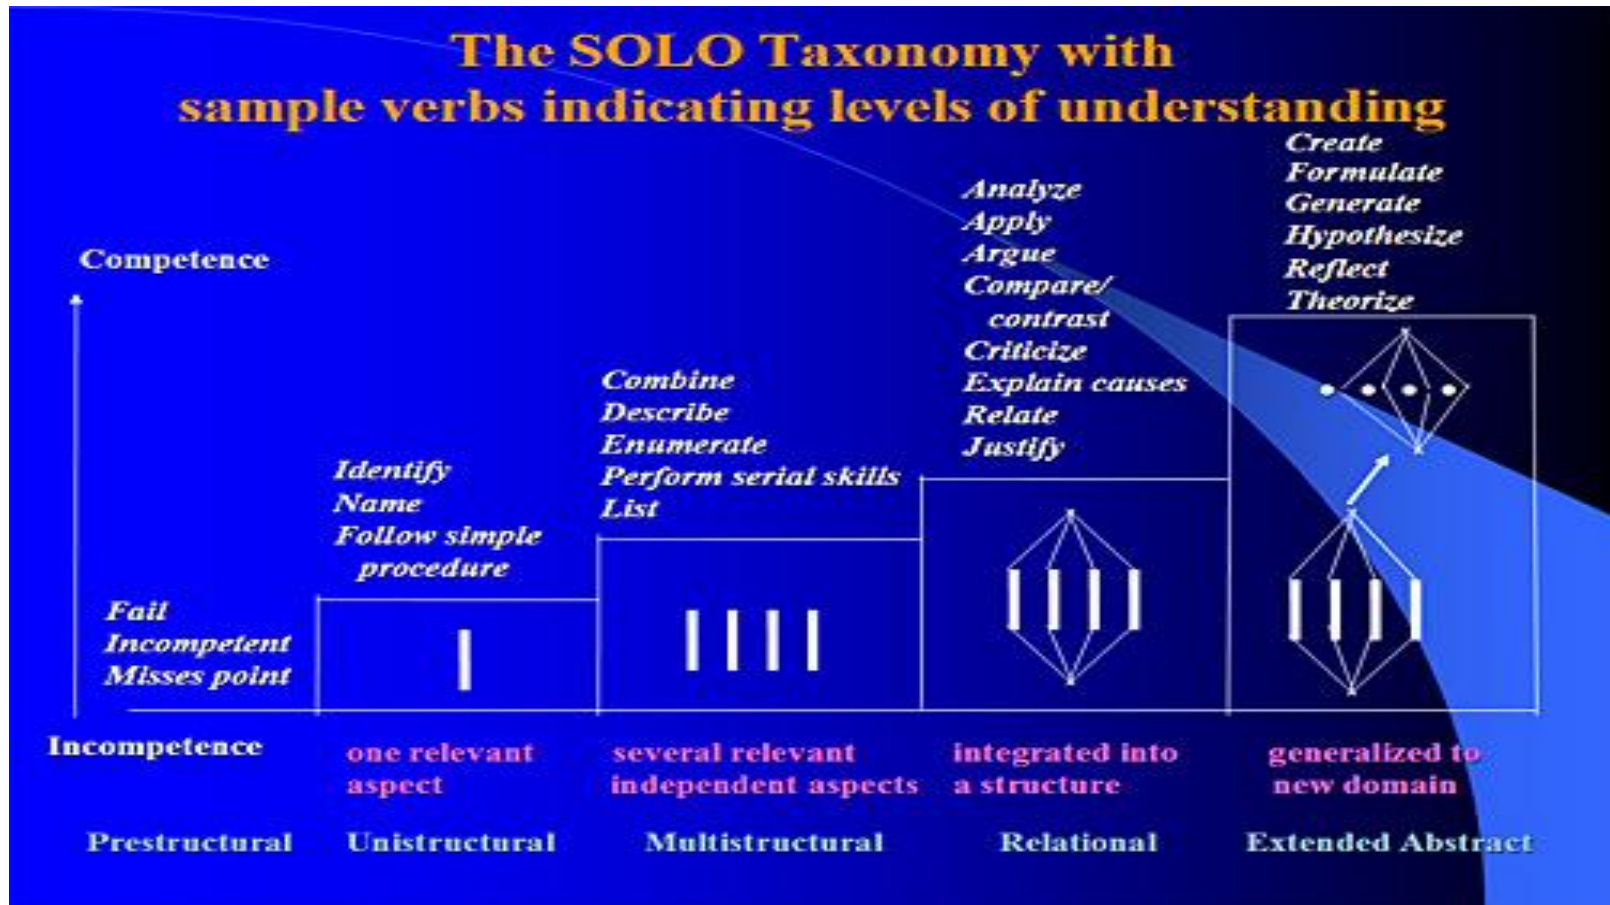 The SOLO Taxonomy with
sample verbs indicating levels of understanding
Competence
Fail
Incompetent
Misses point
Incompetence
Identify
Name
Follow simple
procedure
Combine
Describe
Enumerate
Perform serial skills
List
Analyze
Apply
Argue
Compare/
contrast
Criticize
Explain causes
Relate
Justify
Create
Formulate
Generate
Hypothesize
Reflect
Theorize
one relevant
aspect
several relevant
independent aspects
integrated into
a structure
generalized to
new domain
Prestructural
Unistructural
Multistructural
Relational
Extended Abstract